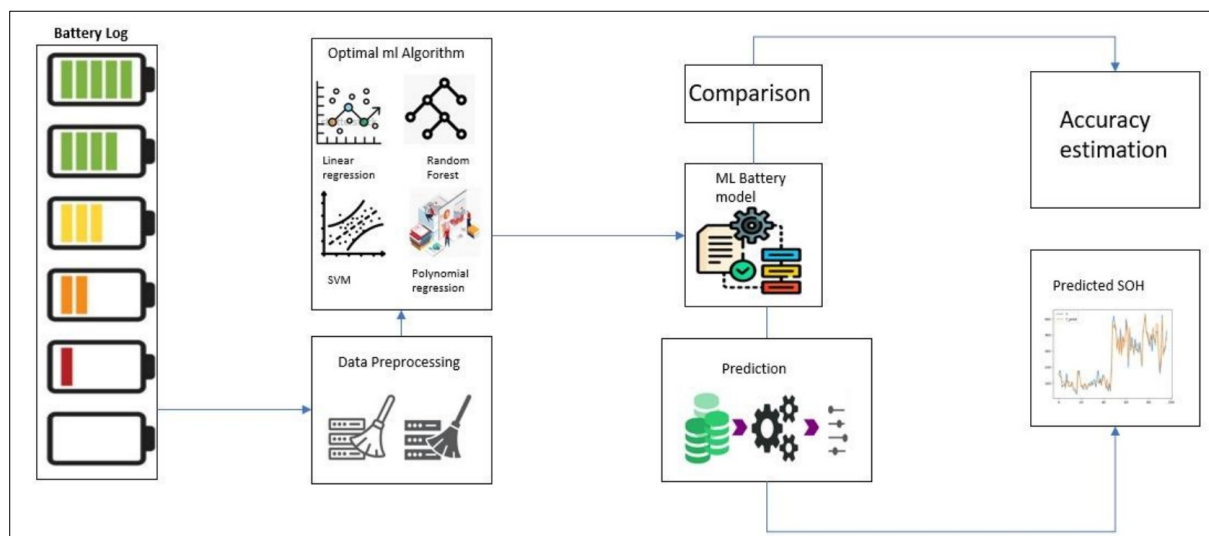 Battery Log
Optimal ml Algorithm
Linear
regression
Random
Forest
SVM
Polynomial
regression
Data Preprocessing
Comparison
ML Battery
model
Prediction
Accuracy
estimation
Predicted SOH